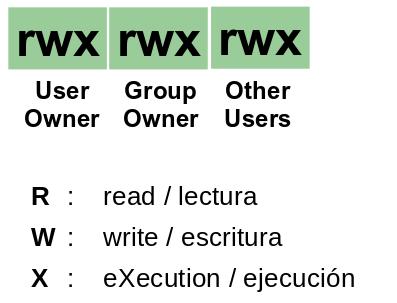 rwx rwx rwx
User Group Other
Owner Owner Users
R : read / lectura
W : write / escritura
X : eXecution / ejecución